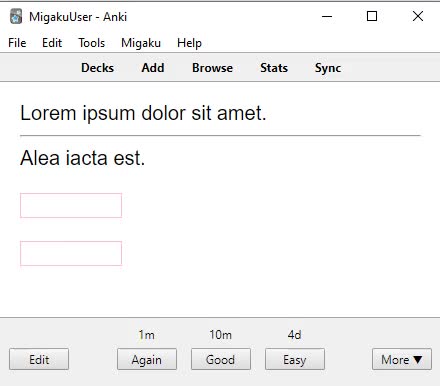 MigakuUser - Anki
File Edit Tools Migaku Help
Decks Add Browse Stats Sync
Lorem ipsum dolor sit amet.
Alea iacta est.
1m 10m 4d
Edit Again Good Easy More ▼